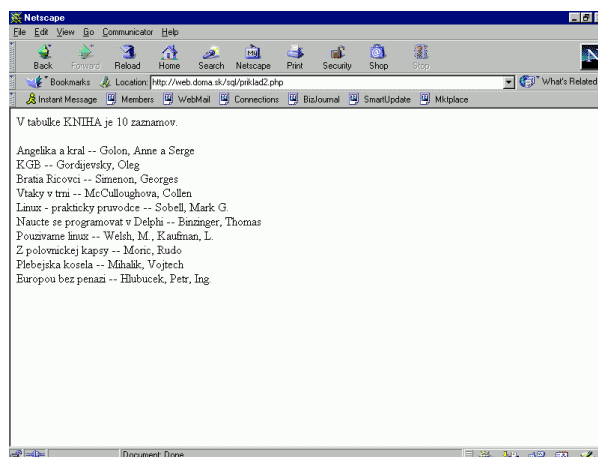 Netscape
File Edit View Go Communicator Help
Back Forward Reload Home Search Netscape Print Security Shop Stop
Bookmarks Location: http://web.doma.sk/sql/priklad2.php What's Related
Instant Message Members WebMail Connections BizJournal SmartUpdate Mktplace
V tabulke KNIHA je 10 zaznamov.
Angelika a kral -- Golon, Anne a Serge
KGB -- Gordijevsky, Oleg
Bratia Ricovci -- Simenon, Georges
Vtaky v trni -- McCulloughova, Collen
Linux - prakticky pruvodce -- Sobell, Mark G.
Naucte se programovat v Delphi -- Binzinger, Thomas
Pouzivame linux -- Welsh, M., Kaufman, L.
Z polovnickej kapsy -- Moric, Rudo
Plebejska kosela -- Mihalik, Vojtech
Europou bez penazi -- Hlubucek, Petr, Ing.
Document: Done